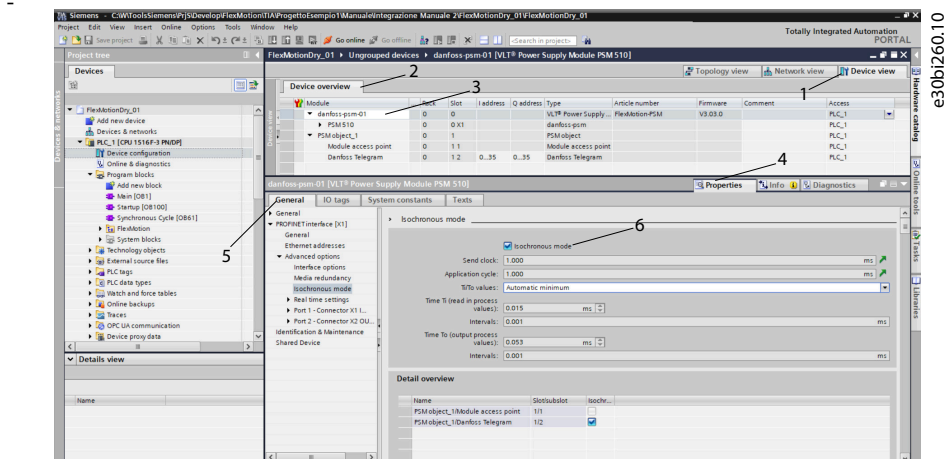 -
Siemens - C:\W\ToolsSiemens\PrjS\Develop\FlexMotion\TIA\ProgettoEsempio1\Manuale\Integrazione Manuale 2\FlexMotionDry_01\FlexMotionDry_01
Project Edit View Insert Online Options Tools Window Help
Totally Integrated Automation
PORTAL
Save project Go online Go offline <Search in project>
Project tree
FlexMotionDry_01 Ungrouped devices danfoss-psm-01 [VLT® Power Supply Module PSM 510]
Devices
2
Topology view Network view Device view
1
Device overview
3
Module Rack Slot I address Q address Type Article number Firmware Comment Access
danfoss-psm-01 0 0 VLT® Power Supply ... FlexMotion-PSM V3.03.0 PLC_1
PSM 510 0 0 X1 danfoss-psm PLC_1
PSM object_1 0 1 PSM object PLC_1
Module access point 0 1 1 Module access point PLC_1
Danfoss Telegram 0 1 2 0...35 0...35 Danfoss Telegram PLC_1
FlexMotionDry_01
Add new device
Devices & networks
PLC_1 [CPU 1516F-3 PN/DP]
Device configuration
Online & diagnostics
Program blocks
Add new block
Main [OB1]
Startup [OB100]
Synchronous Cycle [OB61]
FlexMotion
System blocks
Technology objects
External source files
PLC tags
PLC data types
Watch and force tables
Online backups
Traces
OPC UA communication
Device proxy data
Details view
Name
4
danfoss-psm-01 [VLT® Power Supply Module PSM 510]
Properties Info Diagnostics
General IO tags System constants Texts
5
General
PROFINET interface [X1]
General
Ethernet addresses
Advanced options
Interface options
Media redundancy
Isochronous mode
Real time settings
Port 1 - Connector X1 I...
Port 2 - Connector X2 OU...
Identification & Maintenance
Shared Device
Isochronous mode
6
Isochronous mode
Send clock: 1.000 ms
Application cycle: 1.000 ms
Ti/To values: Automatic minimum
Time Ti (read in process
values): 0.015 ms
Intervals: 0.001 ms
Time To (output process
values): 0.053 ms
Intervals: 0.001 ms
Detail overview
Name Slot/subslot Isochr...
PSM object_1/Module access point 1/1
PSM object_1/Danfoss Telegram 1/2
Hardware catalog
Online tools
Tasks
Libraries
e30bi260.10